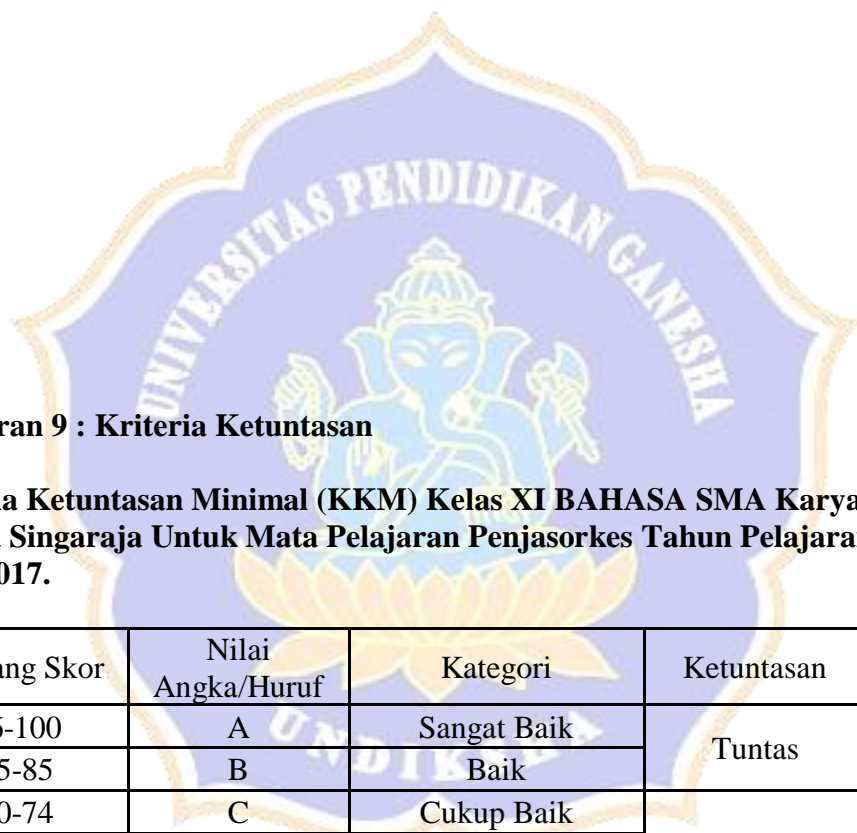 UNIVERSITAS PENDIDIKAN GANESHA
ran 9 : Kriteria Ketuntasan
a Ketuntasan Minimal (KKM) Kelas XI BAHASA SMA Karya
Singaraja Untuk Mata Pelajaran Penjasorkes Tahun Pelajaran
017.
ang Skor Nilai Angka/Huruf Kategori Ketuntasan
-100 A Sangat Baik Tuntas
5-85 B Baik
0-74 C Cukup Baik
UNDIKSHA